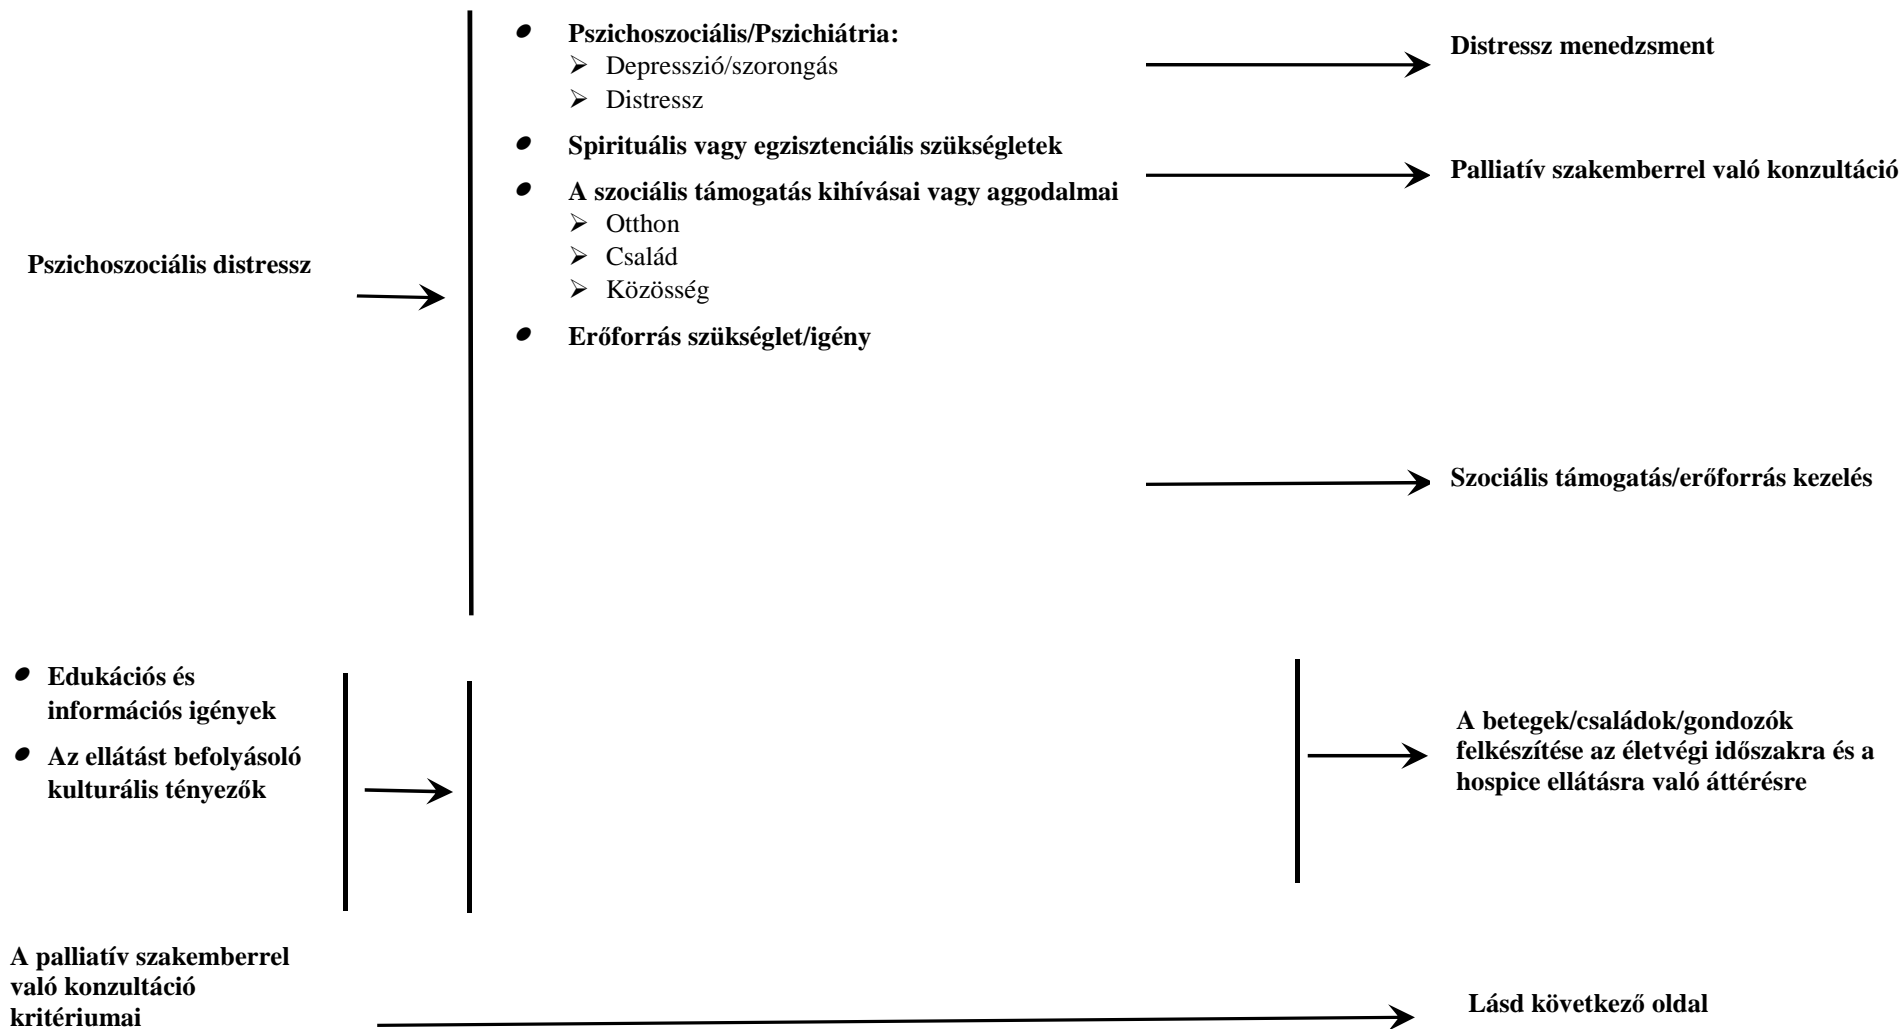 Pszichoszociális distressz
● Pszichoszociális/Pszichiátria:
➢ Depresszió/szorongás
➢ Distressz
● Spirituális vagy egzisztenciális szükségletek
● A szociális támogatás kihívásai vagy aggodalmai
➢ Otthon
➢ Család
➢ Közösség
● Erőforrás szükséglet/igény
Distressz menedzsment
Palliatív szakemberrel való konzultáció
Szociális támogatás/erőforrás kezelés
● Edukációs és
információs igények
● Az ellátást befolyásoló
kulturális tényezők
A betegek/családok/gondozók
felkészítése az életvégi időszakra és a
hospice ellátásra való áttérésre
A palliatív szakemberrel
való konzultáció
kritériumai
Lásd következő oldal